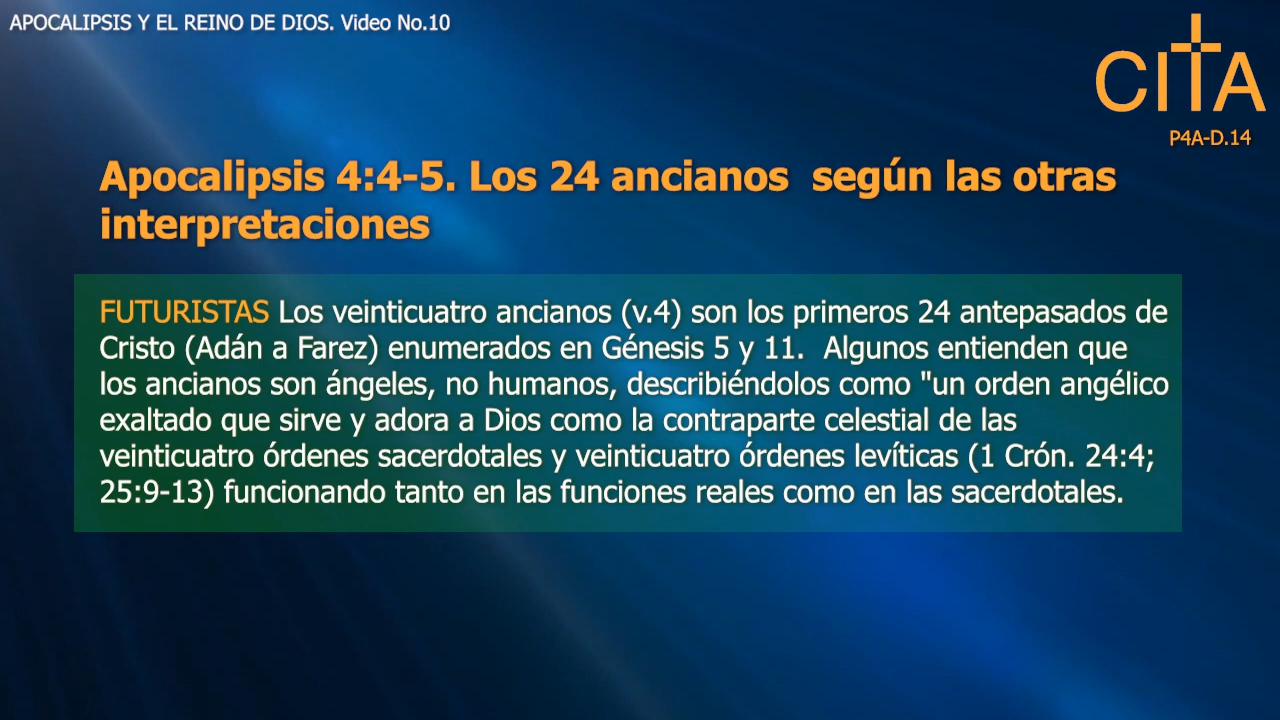 APOCALIPSIS Y EL REINO DE DIOS. Video No.10
CITA
P4A-D.14
Apocalipsis 4:4-5. Los 24 ancianos  según las otras
interpretaciones
FUTURISTAS Los veinticuatro ancianos (v.4) son los primeros 24 antepasados de
Cristo (Adán a Farez) enumerados en Génesis 5 y 11.  Algunos entienden que
los ancianos son ángeles, no humanos, describiéndolos como "un orden angélico
exaltado que sirve y adora a Dios como la contraparte celestial de las
veinticuatro órdenes sacerdotales y veinticuatro órdenes levíticas (1 Crón. 24:4;
25:9-13) funcionando tanto en las funciones reales como en las sacerdotales.